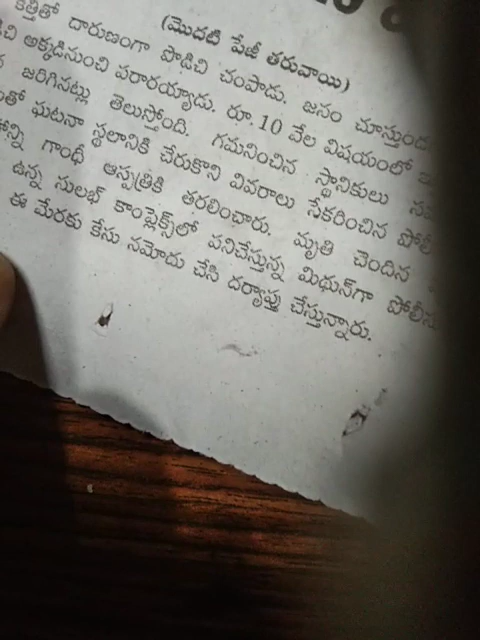 (మొదటి పేజీ తరువాయి)
కత్తితో దారుణంగా పొడిచి చంపాడు. జనం చూస్తుండ
అక్కడినుంచి పరారయ్యాడు. రూ.10 వేల విషయంలో
జరిగినట్లు తెలుస్తోంది. గమనించిన స్థానికులు
ఘటనా స్థలానికి చేరుకొని వివరాలు సేకరించిన పోలీ
గాంధీ ఆస్పత్రికి తరలించారు. మృతి చెందిన
ఉన్న సులభ్ కాంప్లెక్స్‌లో పనిచేస్తున్న మిథున్‌గా పోలీసు
ఈ మేరకు కేసు నమోదు చేసి దర్యాప్తు చేస్తున్నారు.